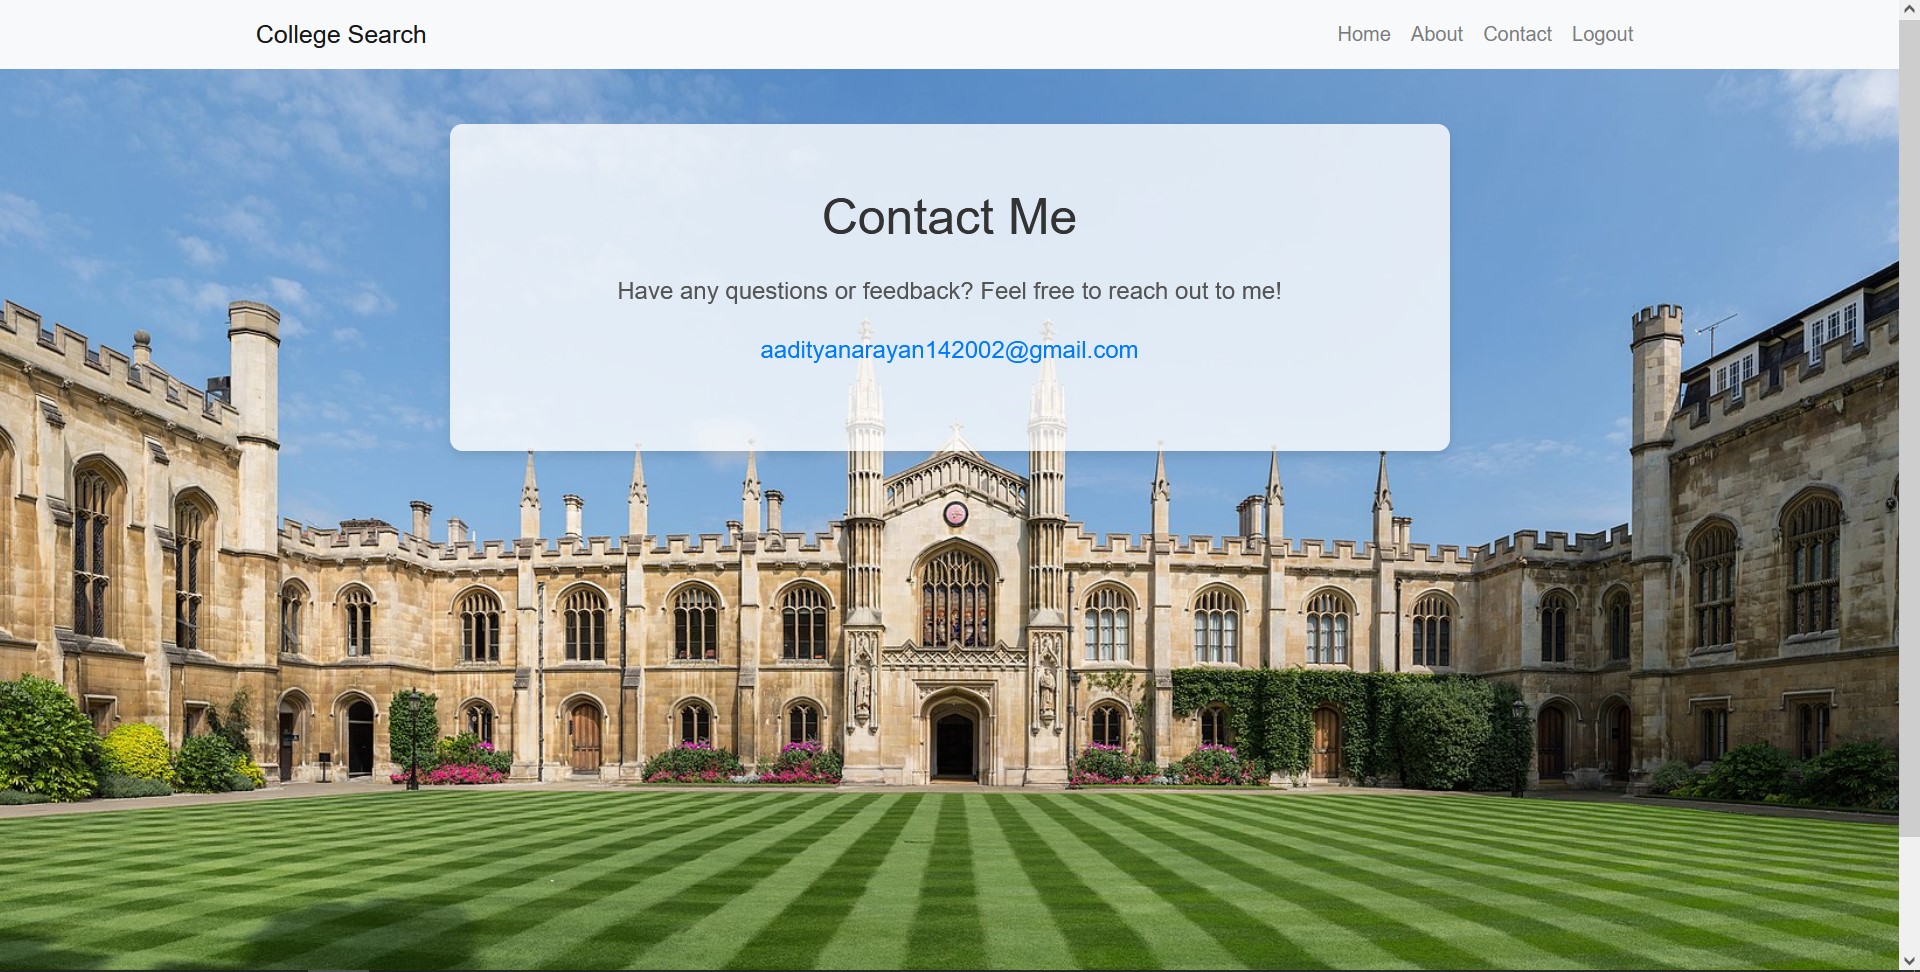 College Search
Home About Contact Logout
Contact Me
Have any questions or feedback? Feel free to reach out to me!
aadityanarayan142002@gmail.com